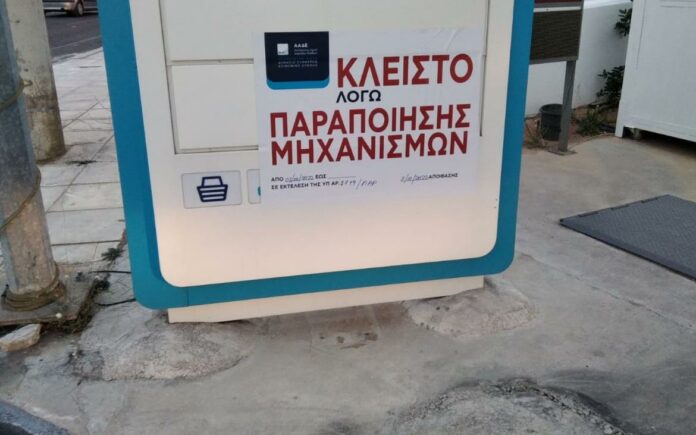 ΑΑΔΕ
ΚΛΕΙΣΤΟ
ΛΟΓΩ
ΠΑΡΑΠΟΙΗΣΗΣ
ΜΗΧΑΝΙΣΜΩΝ
ΑΠΟ ΕΩΣ
ΣΕ ΕΚΤΕΛΕΣΗ ΤΗΣ ΥΠ ΑΡ. ΑΠΟΦΑΣΗΣ